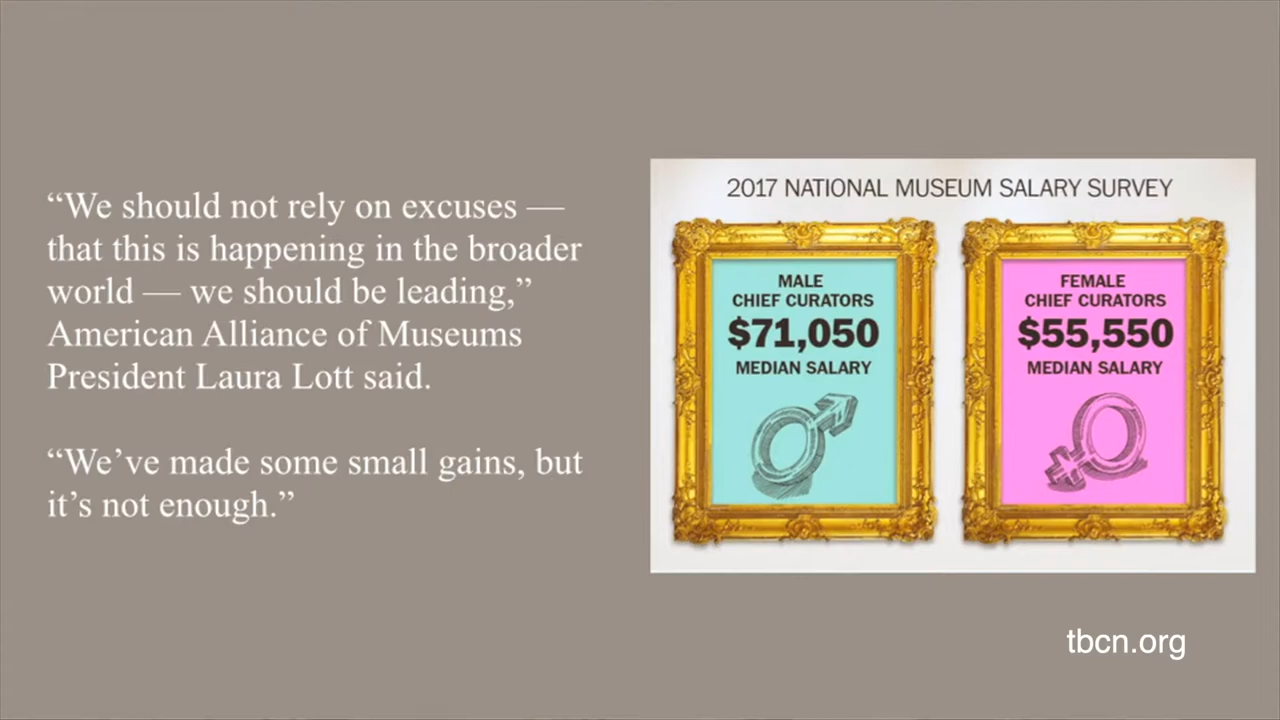 “We should not rely on excuses —
that this is happening in the broader
world — we should be leading,”
American Alliance of Museums
President Laura Lott said.
“We’ve made some small gains, but
it’s not enough.”
2017 NATIONAL MUSEUM SALARY SURVEY
MALE
CHIEF CURATORS
$71,050
MEDIAN SALARY
FEMALE
CHIEF CURATORS
$55,550
MEDIAN SALARY
tbcn.org